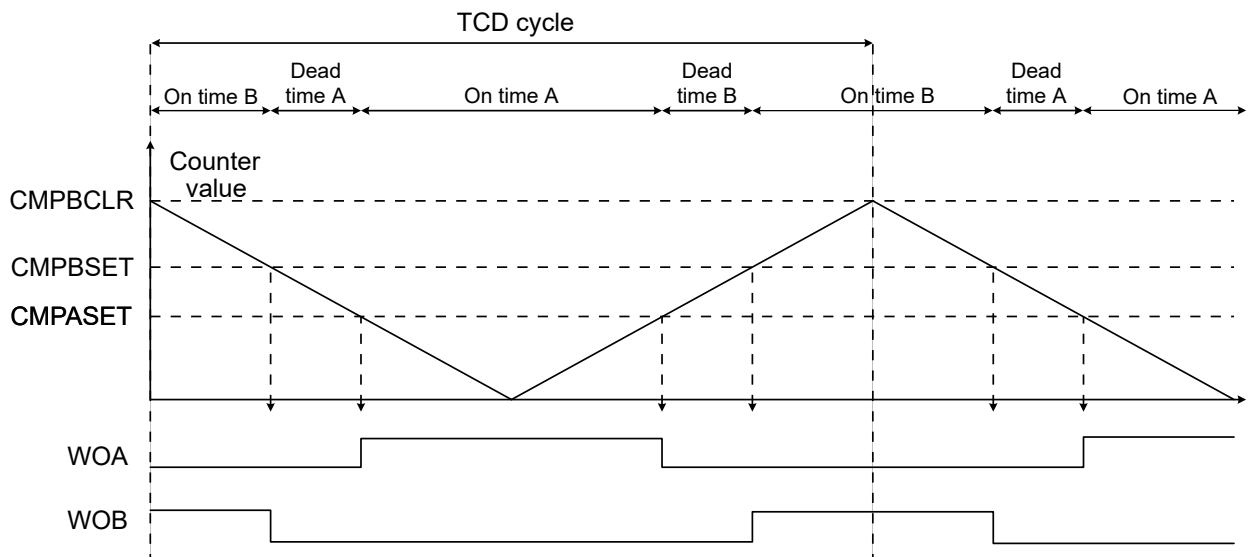 TCD cycle
On time B
Dead
time A
On time A
Dead
time B
On time B
Dead
time A
On time A
Counter
value
CMPBCLR
CMPBSET
CMPASET
WOA
WOB